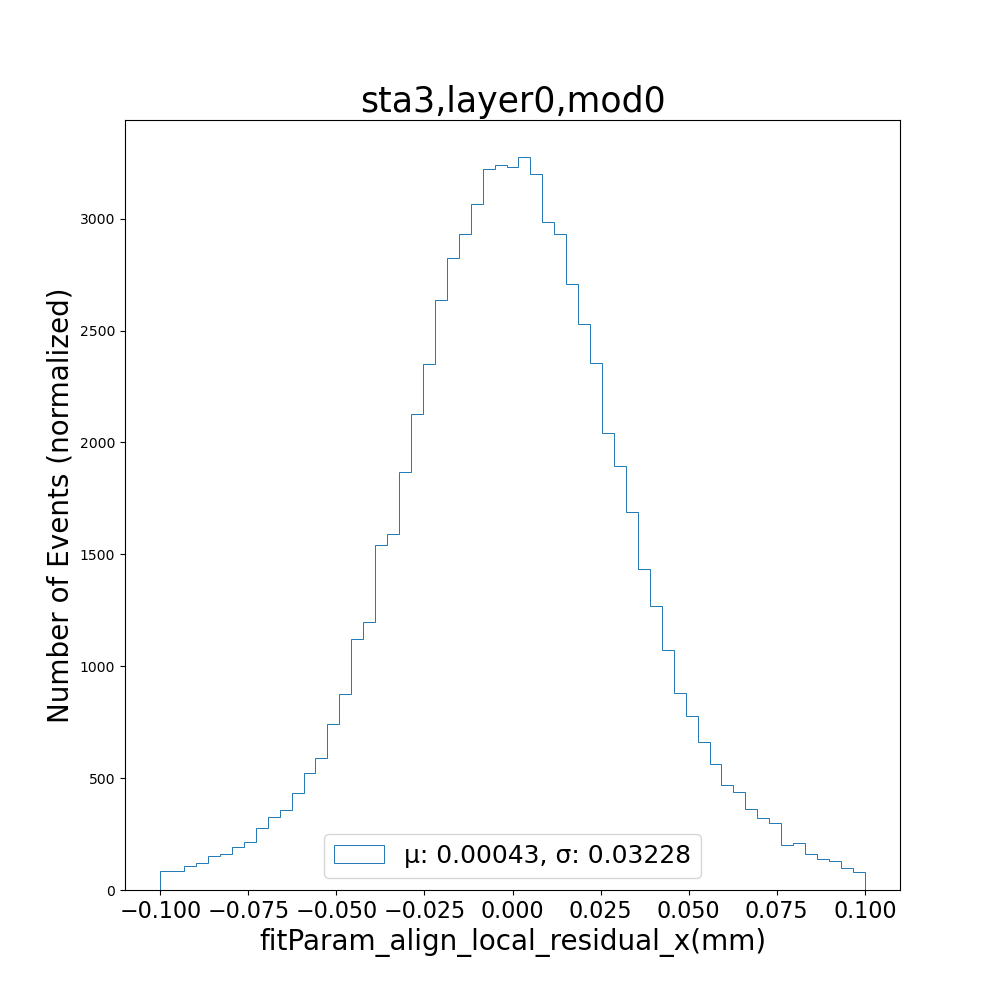 sta3,layer0,mod0
Number of Events (normalized)
3000
2500
2000
1500
1000
500
0
μ: 0.00043, σ: 0.03228
−0.100 −0.075 −0.050 −0.025 0.000 0.025 0.050 0.075 0.100
fitParam_align_local_residual_x(mm)